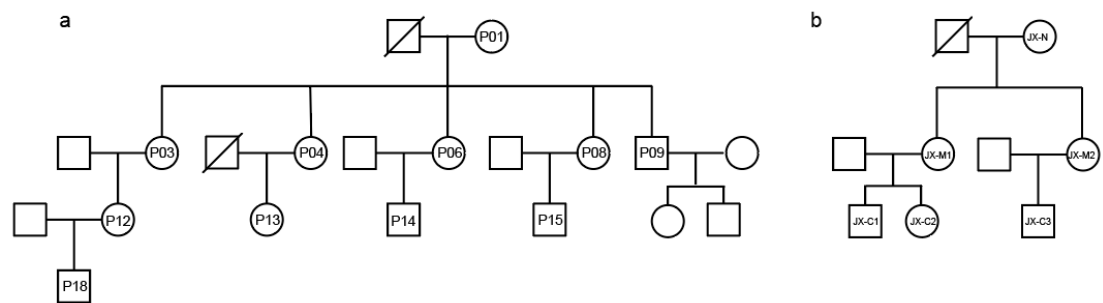 a
b
P01
JX-N
P03
P04
P06
P08
P09
JX-M1
JX-M2
P12
P13
P14
P15
JX-C1
JX-C2
JX-C3
P18